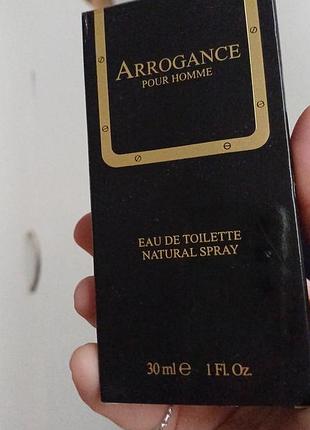 ARROGANCE
POUR HOMME
EAU DE TOILETTE
NATURAL SPRAY
30 ml ℮ 1 Fl. Oz.